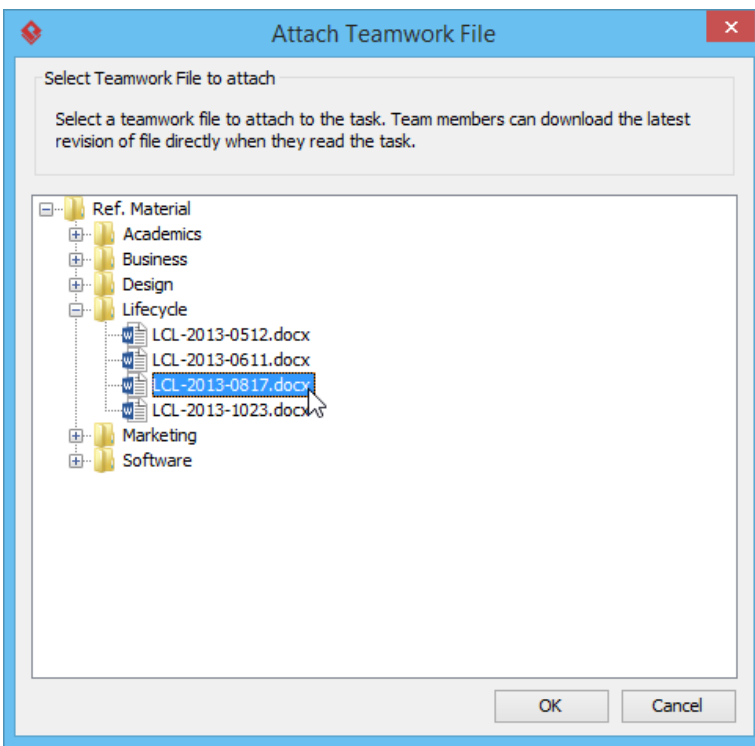 Attach Teamwork File
Select Teamwork File to attach
Select a teamwork file to attach to the task. Team members can download the latest
revision of file directly when they read the task.
Ref. Material
Academics
Business
Design
Lifecycle
LCL-2013-0512.docx
LCL-2013-0611.docx
LCL-2013-0817.docx
LCL-2013-1023.docx
Marketing
Software
OK
Cancel